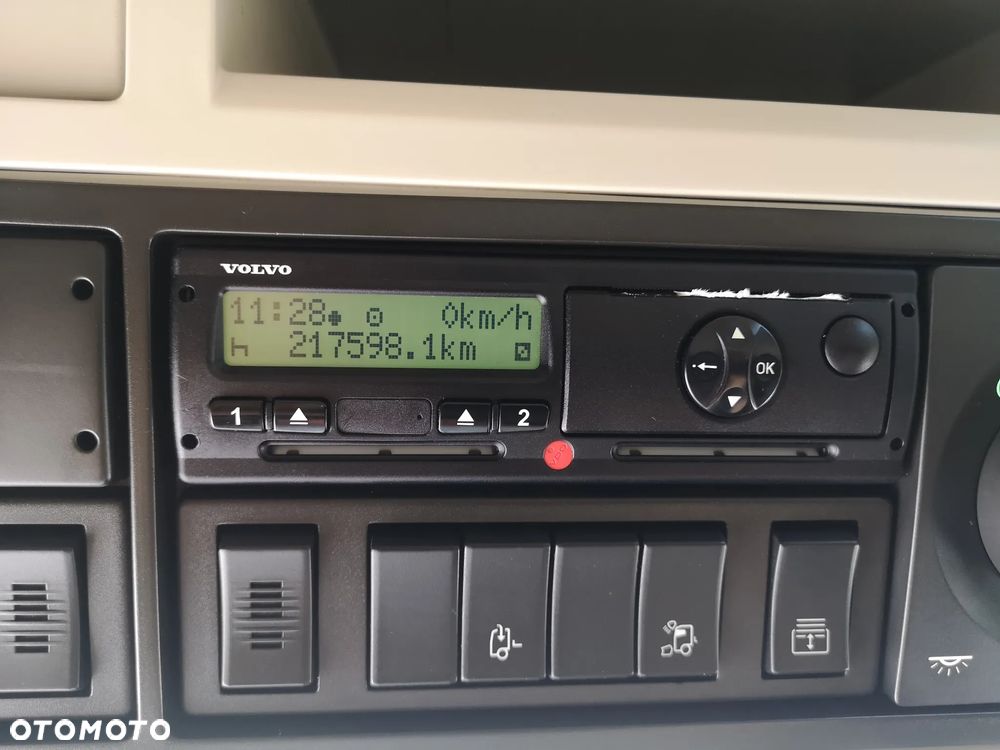 VOLVO
11:28 0km/h
217598.1km
OK
1 2
OTOMOTO